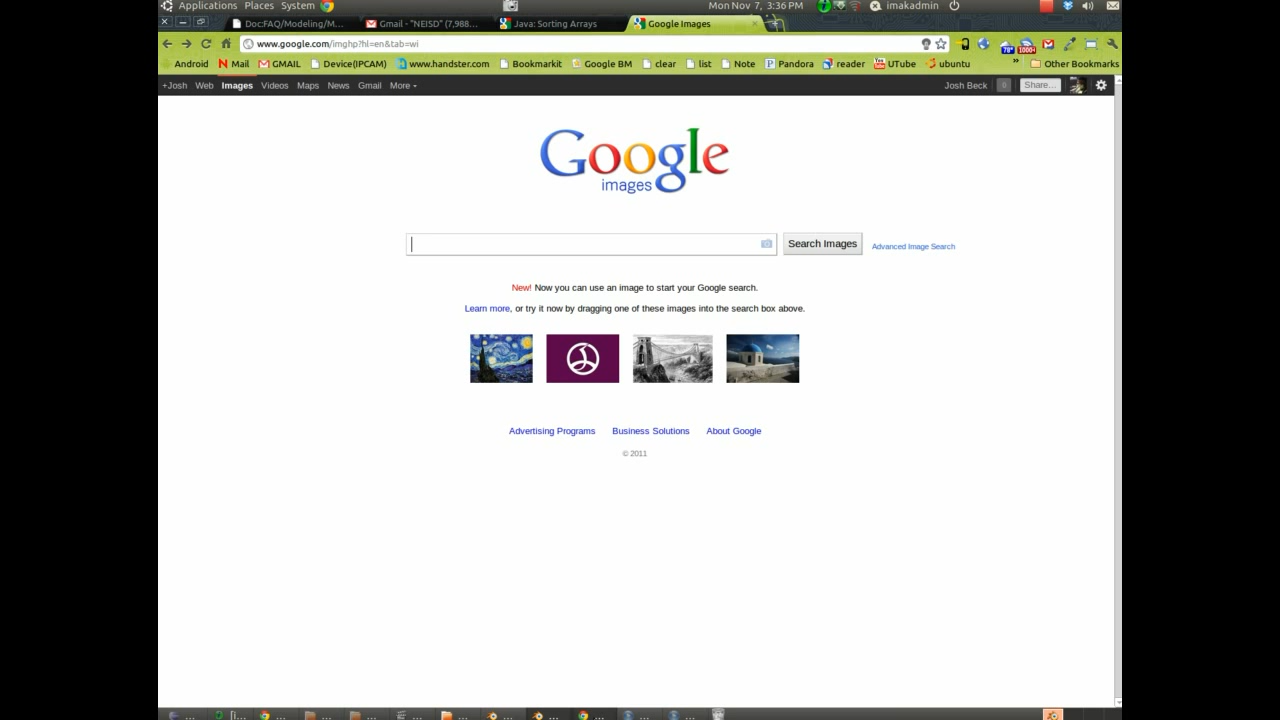 Applications Places System Mon Nov 7, 3:36 PM imakadmin
Doc:FAQ/Modeling/M... Gmail - "NEISD" (7,988... Java: Sorting Arrays Google Images
www.google.com/imghp?hl=en&tab=wi 78° 1000+
Android Mail GMAIL Device(IPCAM) www.handster.com Bookmarkit Google BM clear list Note Pandora reader UTube ubuntu » Other Bookmarks
+Josh Web Images Videos Maps News Gmail More Josh Beck 0 Share...
Google
images
Search Images Advanced Image Search
New! Now you can use an image to start your Google search.
Learn more, or try it now by dragging one of these images into the search box above.
Advertising Programs Business Solutions About Google
© 2011